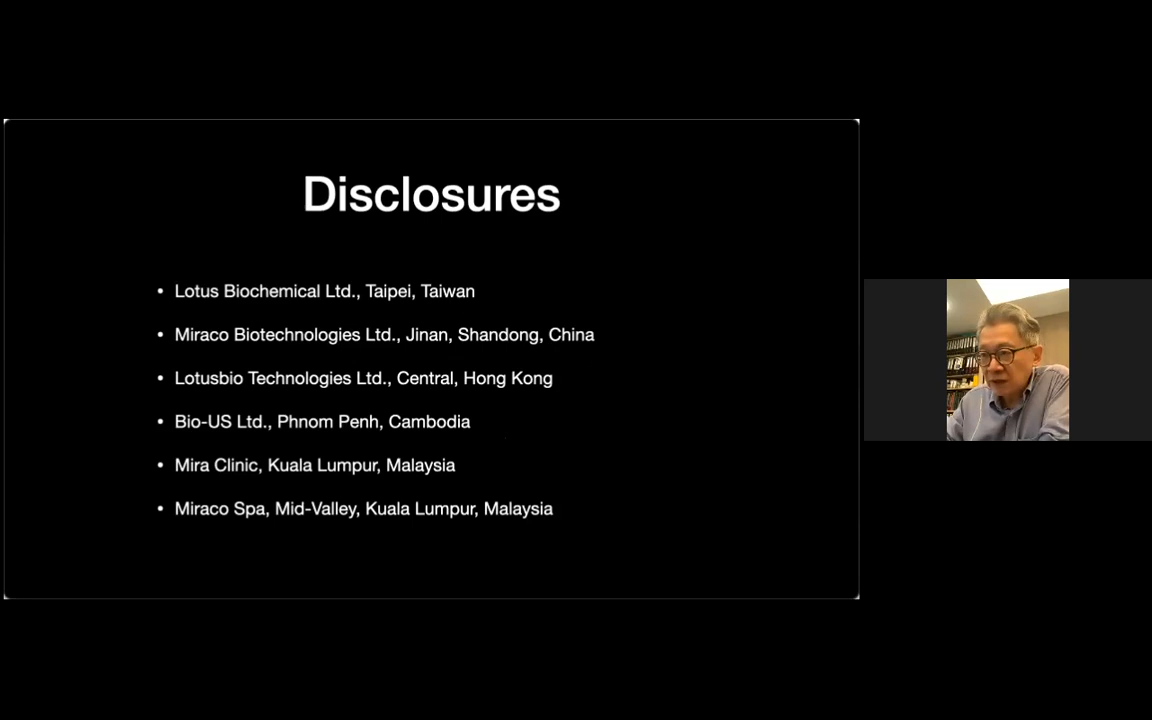 Disclosures
• Lotus Biochemical Ltd., Taipei, Taiwan
• Miraco Biotechnologies Ltd., Jinan, Shandong, China
• Lotusbio Technologies Ltd., Central, Hong Kong
• Bio-US Ltd., Phnom Penh, Cambodia
• Mira Clinic, Kuala Lumpur, Malaysia
• Miraco Spa, Mid-Valley, Kuala Lumpur, Malaysia